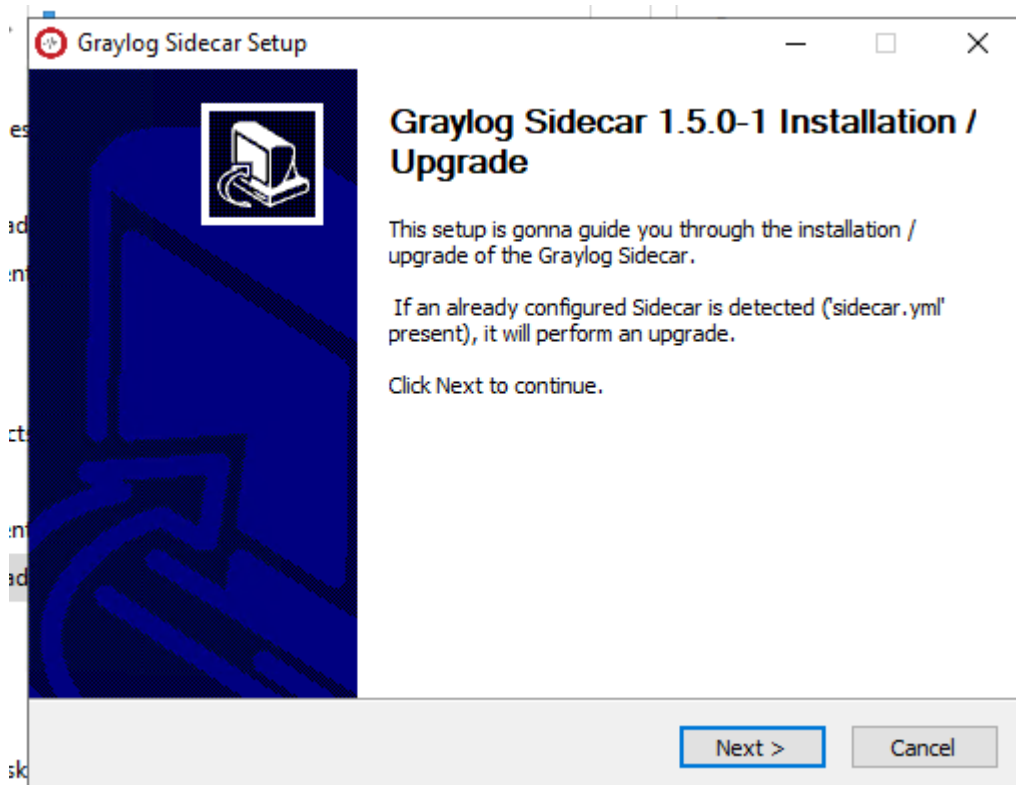 Graylog Sidecar Setup
Graylog Sidecar 1.5.0-1 Installation /
Upgrade
This setup is gonna guide you through the installation /
upgrade of the Graylog Sidecar.
If an already configured Sidecar is detected ('sidecar.yml'
present), it will perform an upgrade.
Click Next to continue.
Next >
Cancel